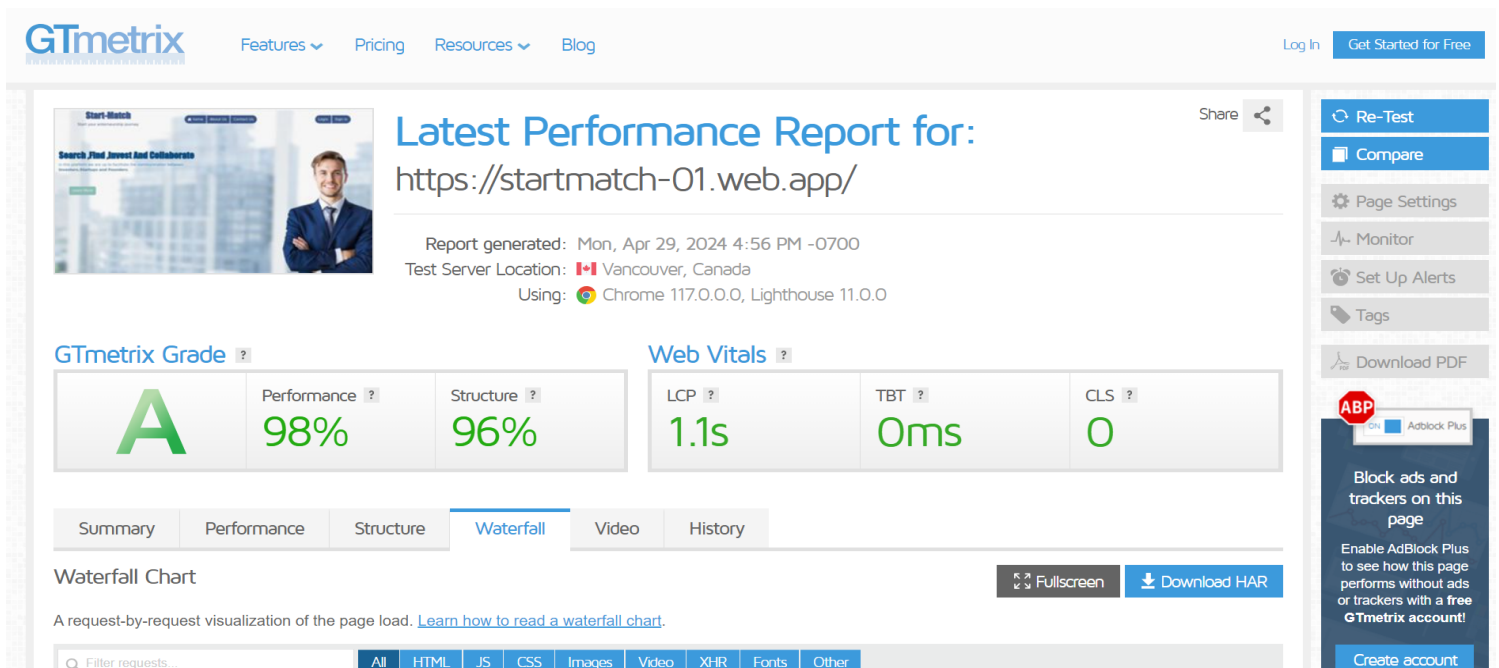 GTmetrix
Features
Pricing
Resources
Blog
Log In
Get Started for Free
Start-Match
Search ,Find ,Invest And Collaborate
Latest Performance Report for:
https://startmatch-01.web.app/
Share
Report generated: Mon, Apr 29, 2024 4:56 PM -0700
Test Server Location: Vancouver, Canada
Using: Chrome 117.0.0.0, Lighthouse 11.0.0
Re-Test
Compare
Page Settings
Monitor
Set Up Alerts
Tags
Download PDF
GTmetrix Grade ?
A
Performance ?
98%
Structure ?
96%
Web Vitals ?
LCP ?
1.1s
TBT ?
0ms
CLS ?
0
Summary
Performance
Structure
Waterfall
Video
History
Waterfall Chart
Fullscreen
Download HAR
A request-by-request visualization of the page load. Learn how to read a waterfall chart.
Filter requests...
All
HTML
JS
CSS
Images
Video
XHR
Fonts
Other
ABP
ON
Adblock Plus
Block ads and
trackers on this
page
Enable AdBlock Plus
to see how this page
performs without ads
or trackers with a free
GTmetrix account!
Create account